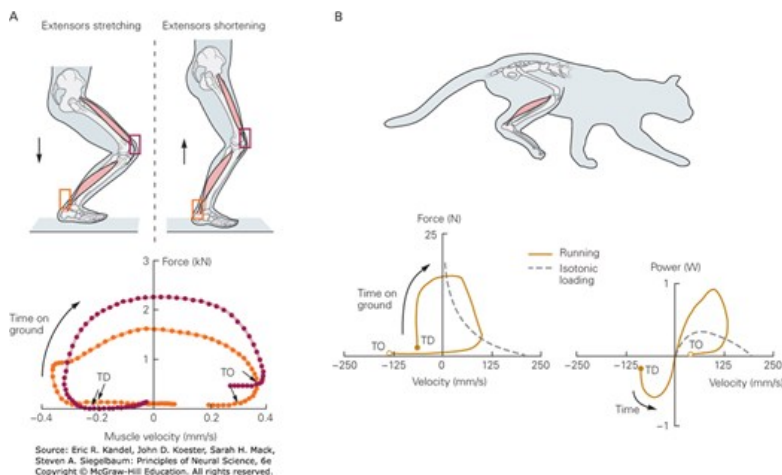 A
Extensors stretching
Extensors shortening
Force (kN)
3
2
1
0
Time on
ground
TD
TO
−0.4
−0.2
0
0.2
0.4
Muscle velocity (mm/s)
Source: Eric R. Kandel, John D. Koester, Sarah H. Mack,
Steven A. Siegelbaum: Principles of Neural Science, 6e
Copyright © McGraw-Hill Education. All rights reserved.
B
Force (N)
25
Time on
ground
TO
TD
−250
−125
0
125
250
Velocity (mm/s)
Running
Isotonic
loading
Power (W)
1
TO
TD
Time
−250
−125
125
250
Velocity (mm/s)
−1